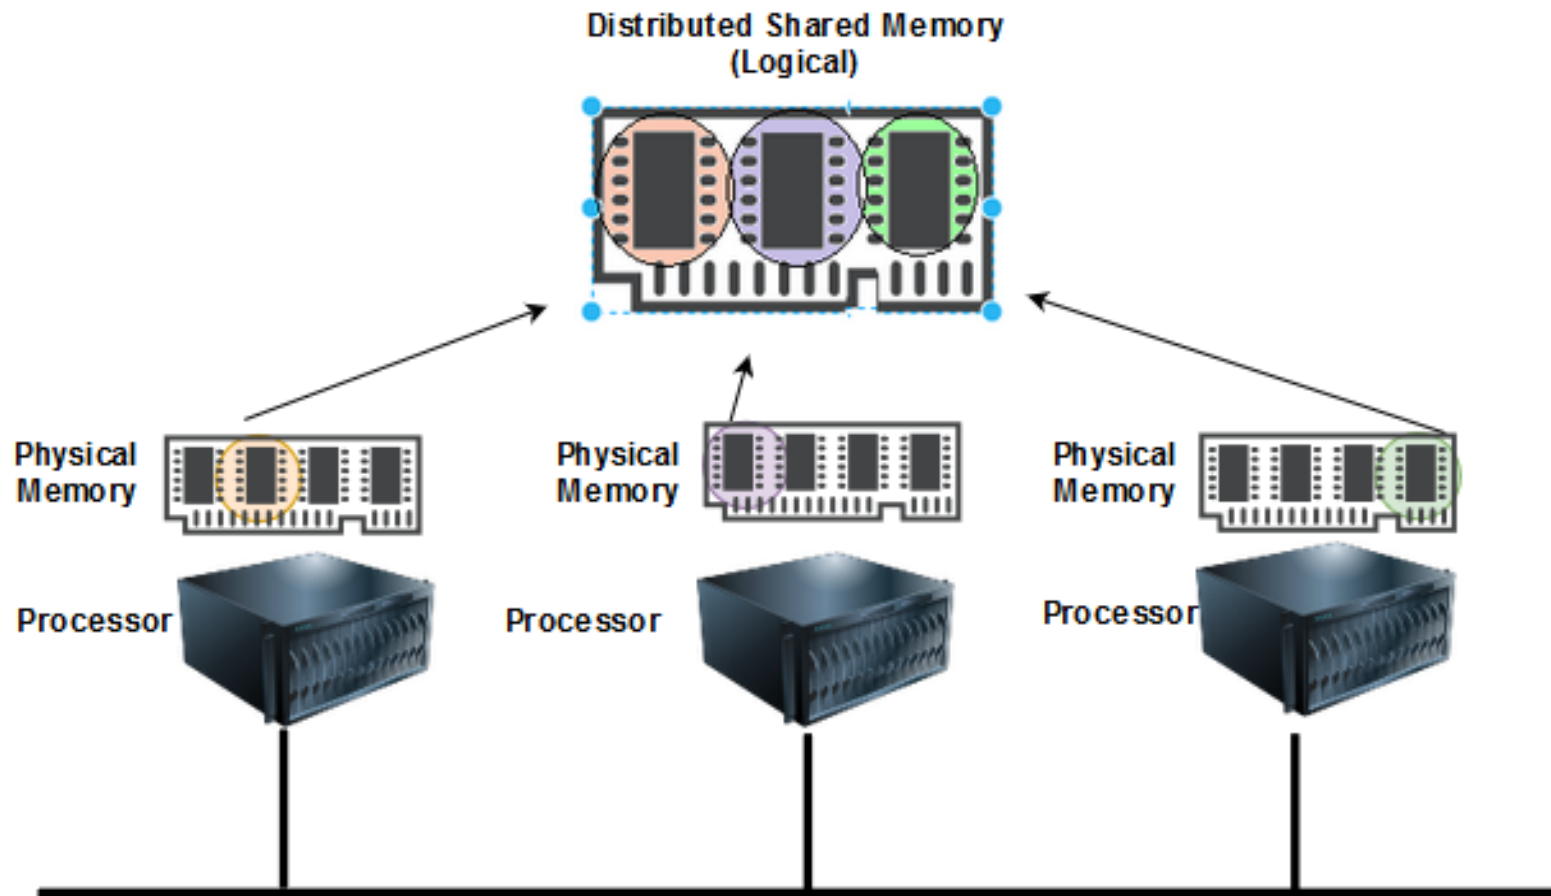 Distributed Shared Memory
(Logical)
Physical
Memory
Physical
Memory
Physical
Memory
Processor
Processor
Processor